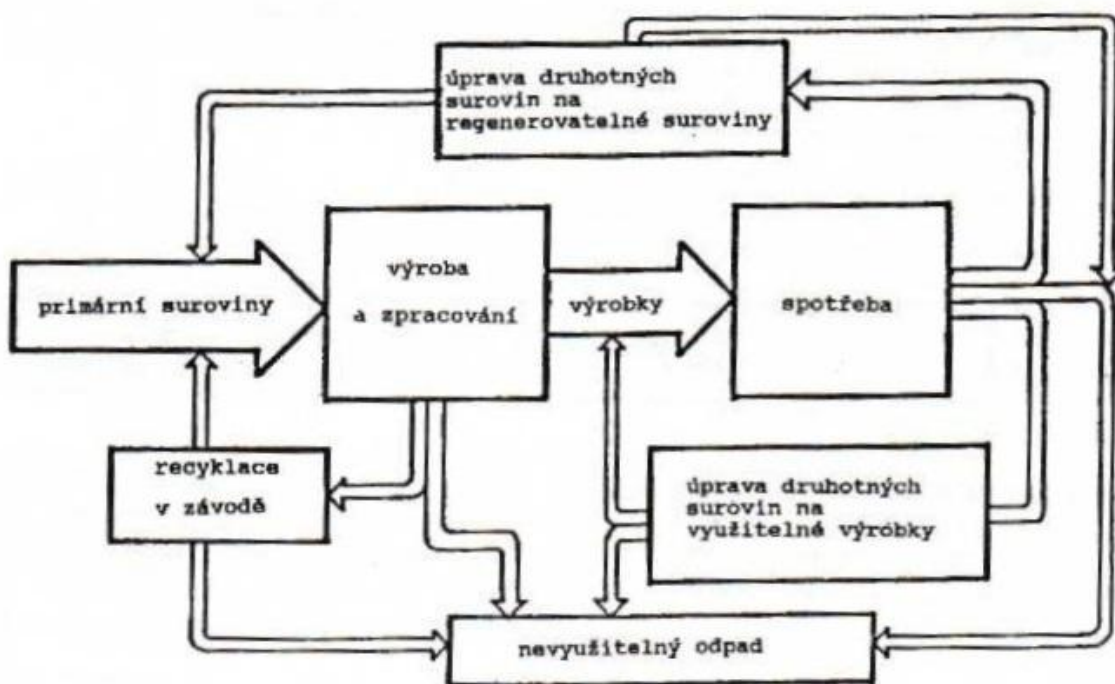 úprava druhotných
surovin na
regenerovatelné suroviny
primární suroviny
výroba
a zpracování
výrobky
spotřeba
recyklace
v závodě
úprava druhotných
surovin na
využitelné výróbky
nevyužitelný odpad